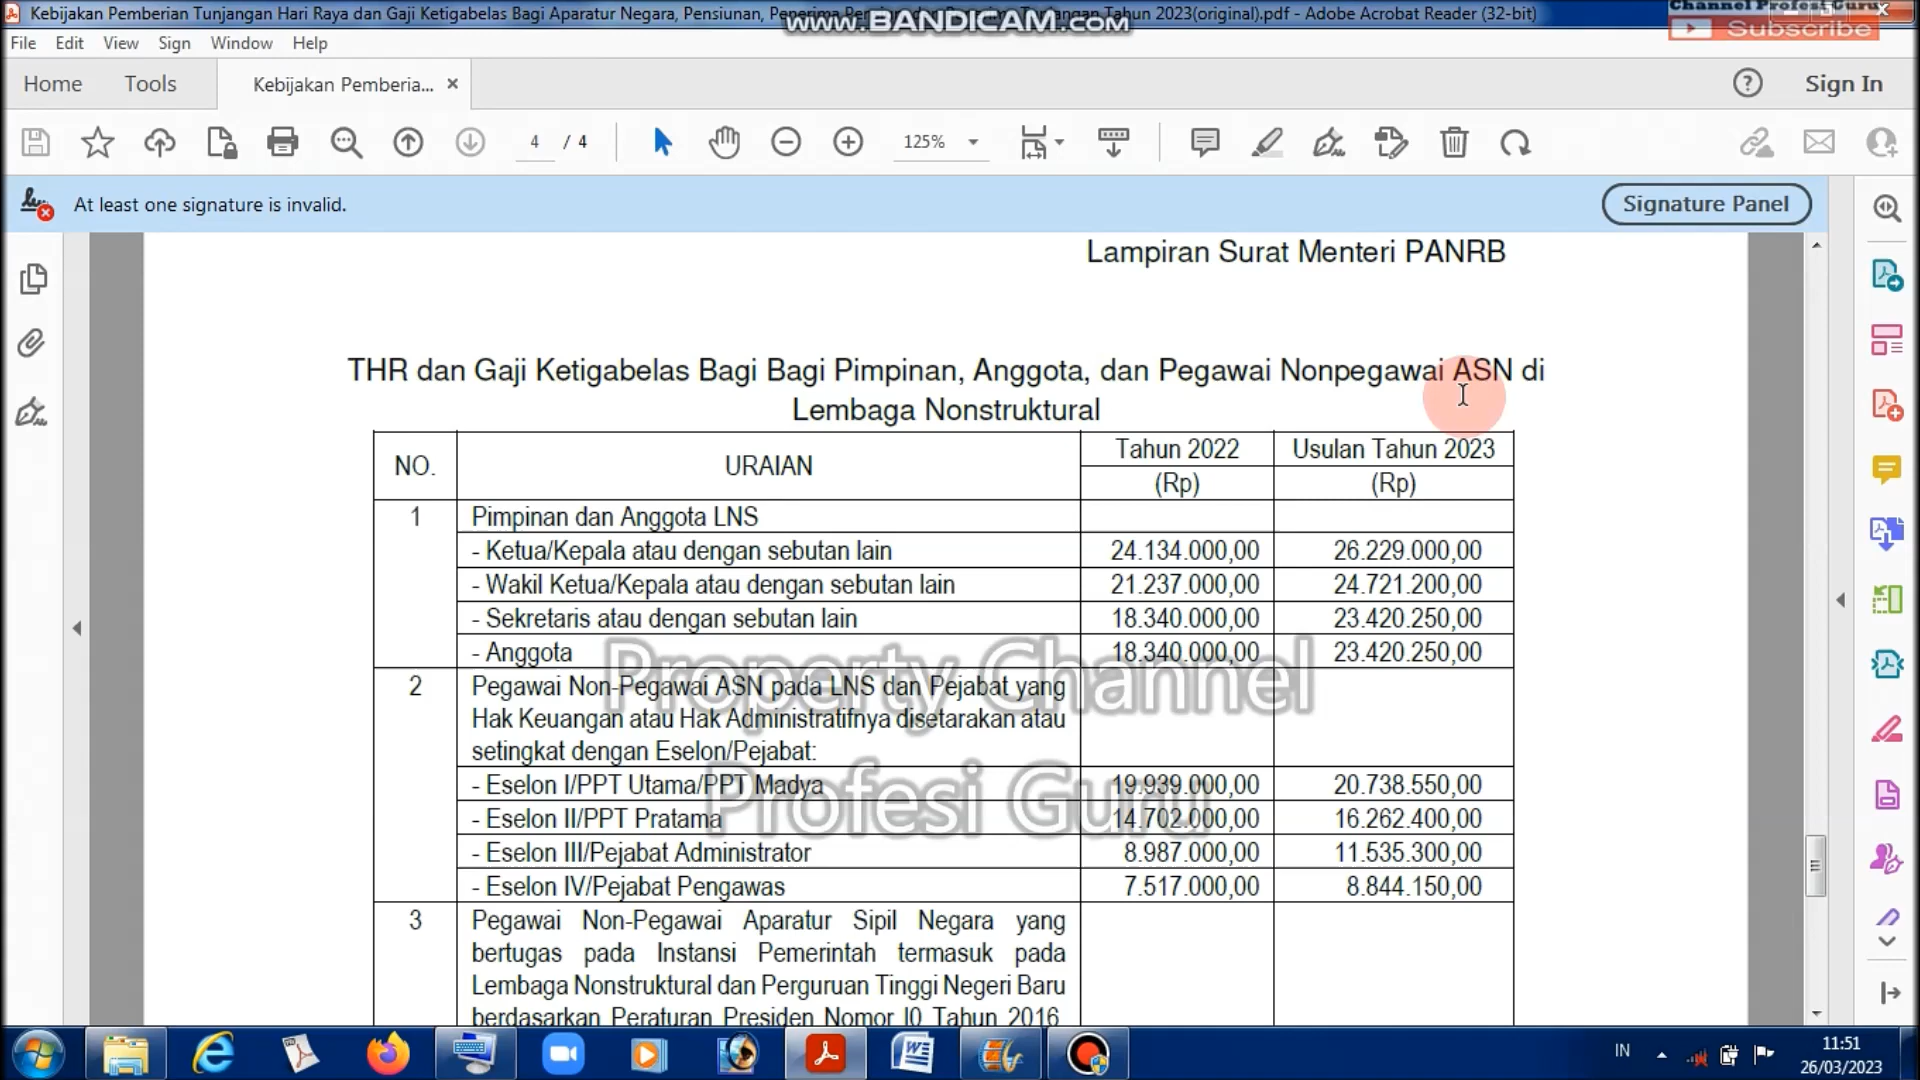 Kebijakan Pemberian Tunjangan Hari Raya dan Gaji Ketigabelas Bagi Aparatur Negara, Pensiunan, Penerima Tahun 2023(original).pdf - Adobe Acrobat Reader (32-bit)
www.BANDICAM.com
Channel Profesi Guru
Subscribe
File Edit View Sign Window Help
Home Tools Kebijakan Pemberia... × Sign In
4 / 4 125%
At least one signature is invalid. Signature Panel
Lampiran Surat Menteri PANRB
THR dan Gaji Ketigabelas Bagi Bagi Pimpinan, Anggota, dan Pegawai Nonpegawai ASN di
Lembaga Nonstruktural
NO. URAIAN Tahun 2022 Usulan Tahun 2023
(Rp) (Rp)
1 Pimpinan dan Anggota LNS
- Ketua/Kepala atau dengan sebutan lain 24.134.000,00 26.229.000,00
- Wakil Ketua/Kepala atau dengan sebutan lain 21.237.000,00 24.721.200,00
- Sekretaris atau dengan sebutan lain 18.340.000,00 23.420.250,00
- Anggota 18.340.000,00 23.420.250,00
Property Channel
2 Pegawai Non-Pegawai ASN pada LNS dan Pejabat yang
Hak Keuangan atau Hak Administratifnya disetarakan atau
setingkat dengan Eselon/Pejabat:
- Eselon I/PPT Utama/PPT Madya 19.939.000,00 20.738.550,00
Profesi Guru
- Eselon II/PPT Pratama 14.702.000,00 16.262.400,00
- Eselon III/Pejabat Administrator 8.987.000,00 11.535.300,00
- Eselon IV/Pejabat Pengawas 7.517.000,00 8.844.150,00
3 Pegawai Non-Pegawai Aparatur Sipil Negara yang
bertugas pada Instansi Pemerintah termasuk pada
Lembaga Nonstruktural dan Perguruan Tinggi Negeri Baru
berdasarkan Peraturan Presiden Nomor I0 Tahun 2016
IN 11:51
26/03/2023